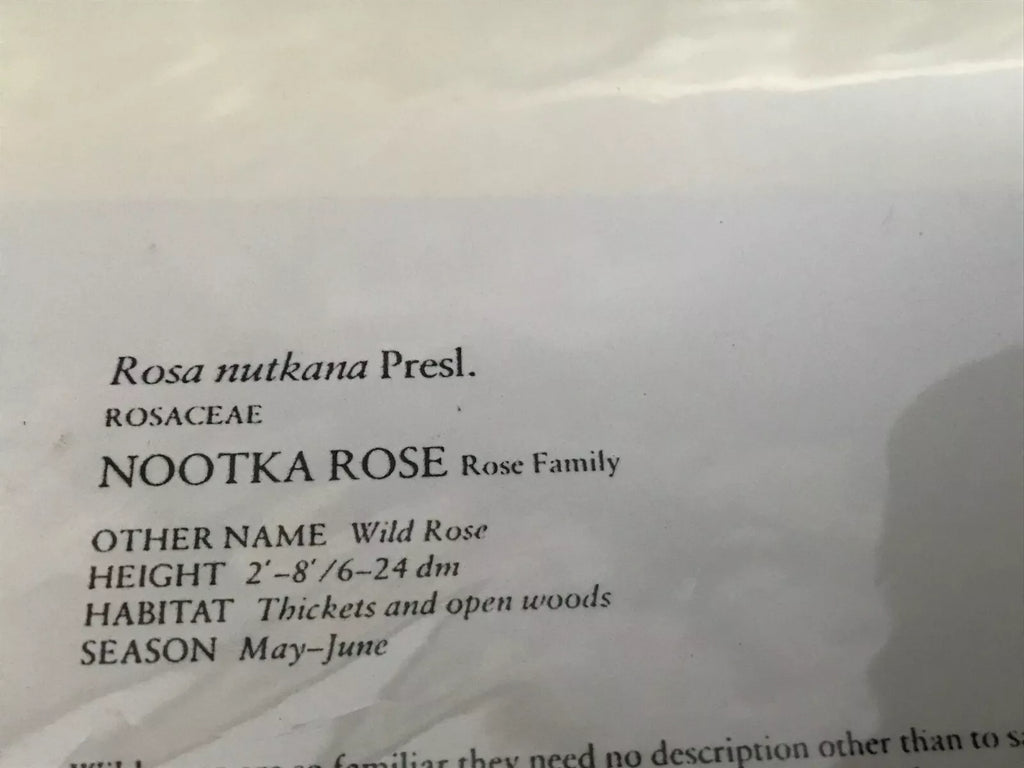 Rosa nutkana Presl.
ROSACEAE
NOOTKA ROSE Rose Family
OTHER NAME Wild Rose
HEIGHT 2′–8′/6–24 dm
HABITAT Thickets and open woods
SEASON May–June
familiar they need no description other than to